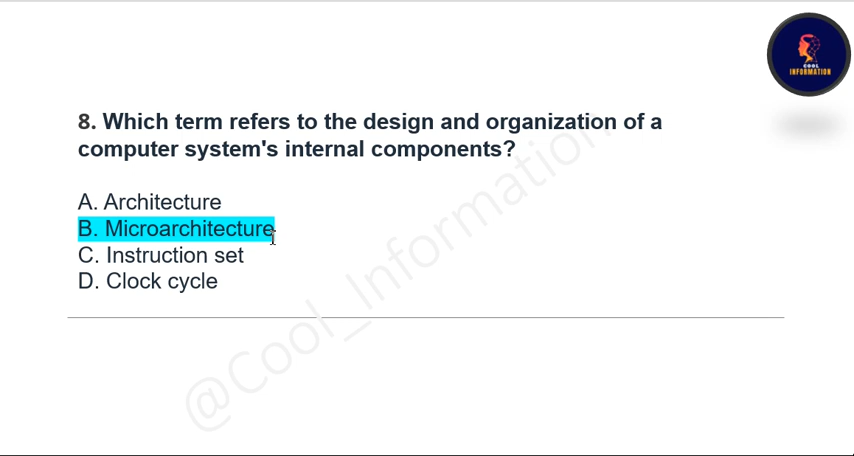 COOL
INFORMATION
8. Which term refers to the design and organization of a
computer system's internal components?
A. Architecture
B. Microarchitecture
C. Instruction set
D. Clock cycle
@Cool_Information